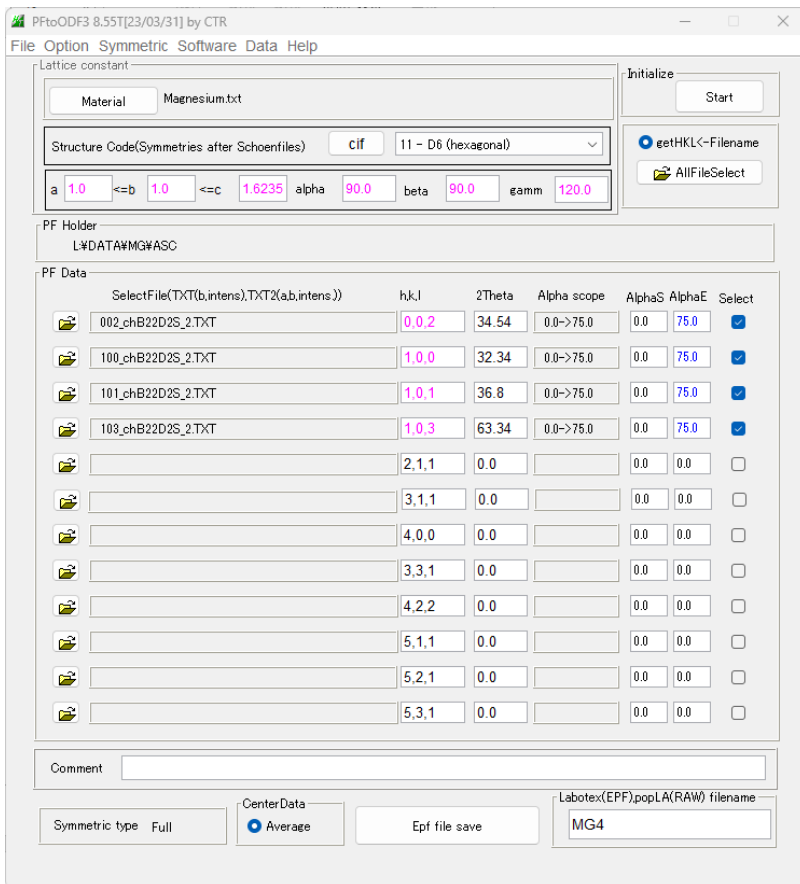 PFtoODF3 8.55T[23/03/31] by CTR
File Option Symmetric Software Data Help
Lattice constant
Initialize
Material Magnesium.txt
Start
Structure Code(Symmetries after Schoenfiles) cif 11 - D6 (hexagonal)
getHKL<-Filename
AllFileSelect
a 1.0 <=b 1.0 <=c 1.6235 alpha 90.0 beta 90.0 gamm 120.0
PF Holder
L:¥DATA¥MG¥ASC
PF Data
SelectFile(TXT(b,intens),TXT2(a,b,intens.)) h,k,l 2Theta Alpha scope AlphaS AlphaE Select
002_chB22D2S_2.TXT 0,0,2 34.54 0.0->75.0 0.0 75.0
100_chB22D2S_2.TXT 1,0,0 32.34 0.0->75.0 0.0 75.0
101_chB22D2S_2.TXT 1,0,1 36.8 0.0->75.0 0.0 75.0
103_chB22D2S_2.TXT 1,0,3 63.34 0.0->75.0 0.0 75.0
2,1,1 0.0 0.0 0.0
3,1,1 0.0 0.0 0.0
4,0,0 0.0 0.0 0.0
3,3,1 0.0 0.0 0.0
4,2,2 0.0 0.0 0.0
5,1,1 0.0 0.0 0.0
5,2,1 0.0 0.0 0.0
5,3,1 0.0 0.0 0.0
Comment
Symmetric type Full
CenterData
Average
Epf file save
Labotex(EPF),popLA(RAW) filename
MG4